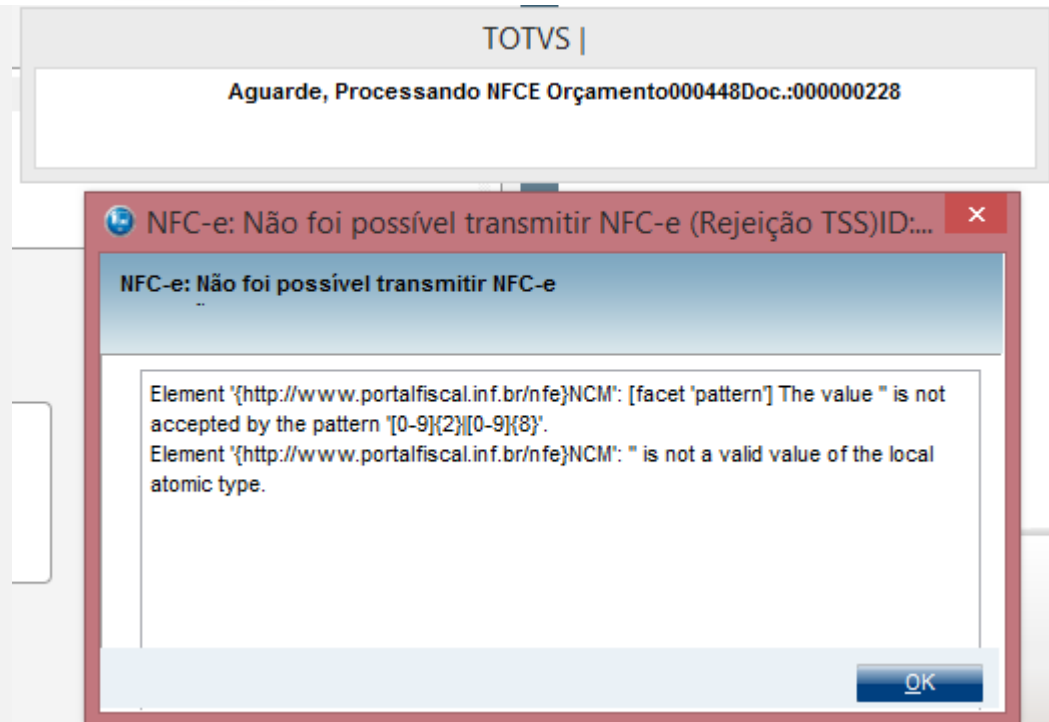 TOTVS |
Aguarde, Processando NFCE Orçamento000448Doc.:000000228
NFC-e: Não foi possível transmitir NFC-e (Rejeição TSS)ID:...
NFC-e: Não foi possível transmitir NFC-e
Element '{http://www.portalfiscal.inf.br/nfe}NCM': [facet 'pattern'] The value '' is not
accepted by the pattern '[0-9]{2}|[0-9]{8}'.
Element '{http://www.portalfiscal.inf.br/nfe}NCM': '' is not a valid value of the local
atomic type.
OK